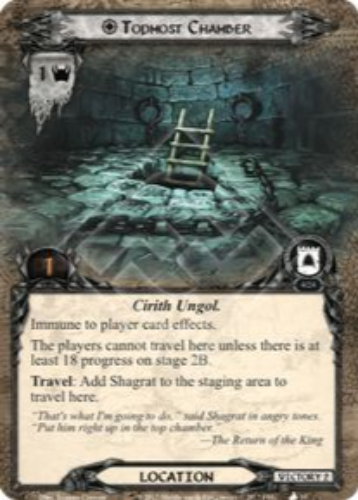 Topmost Chamber
1
1
Cirith Ungol.
Immune to player card effects.
The players cannot travel here unless there is at
least 18 progress on stage 2B.
Travel: Add Shagrat to the staging area to
travel here.
"That's what I'm going to do," said Shagrat in angry tones.
"Put him right up in the top chamber."
—The Return of the King
LOCATION
VICTORY 2